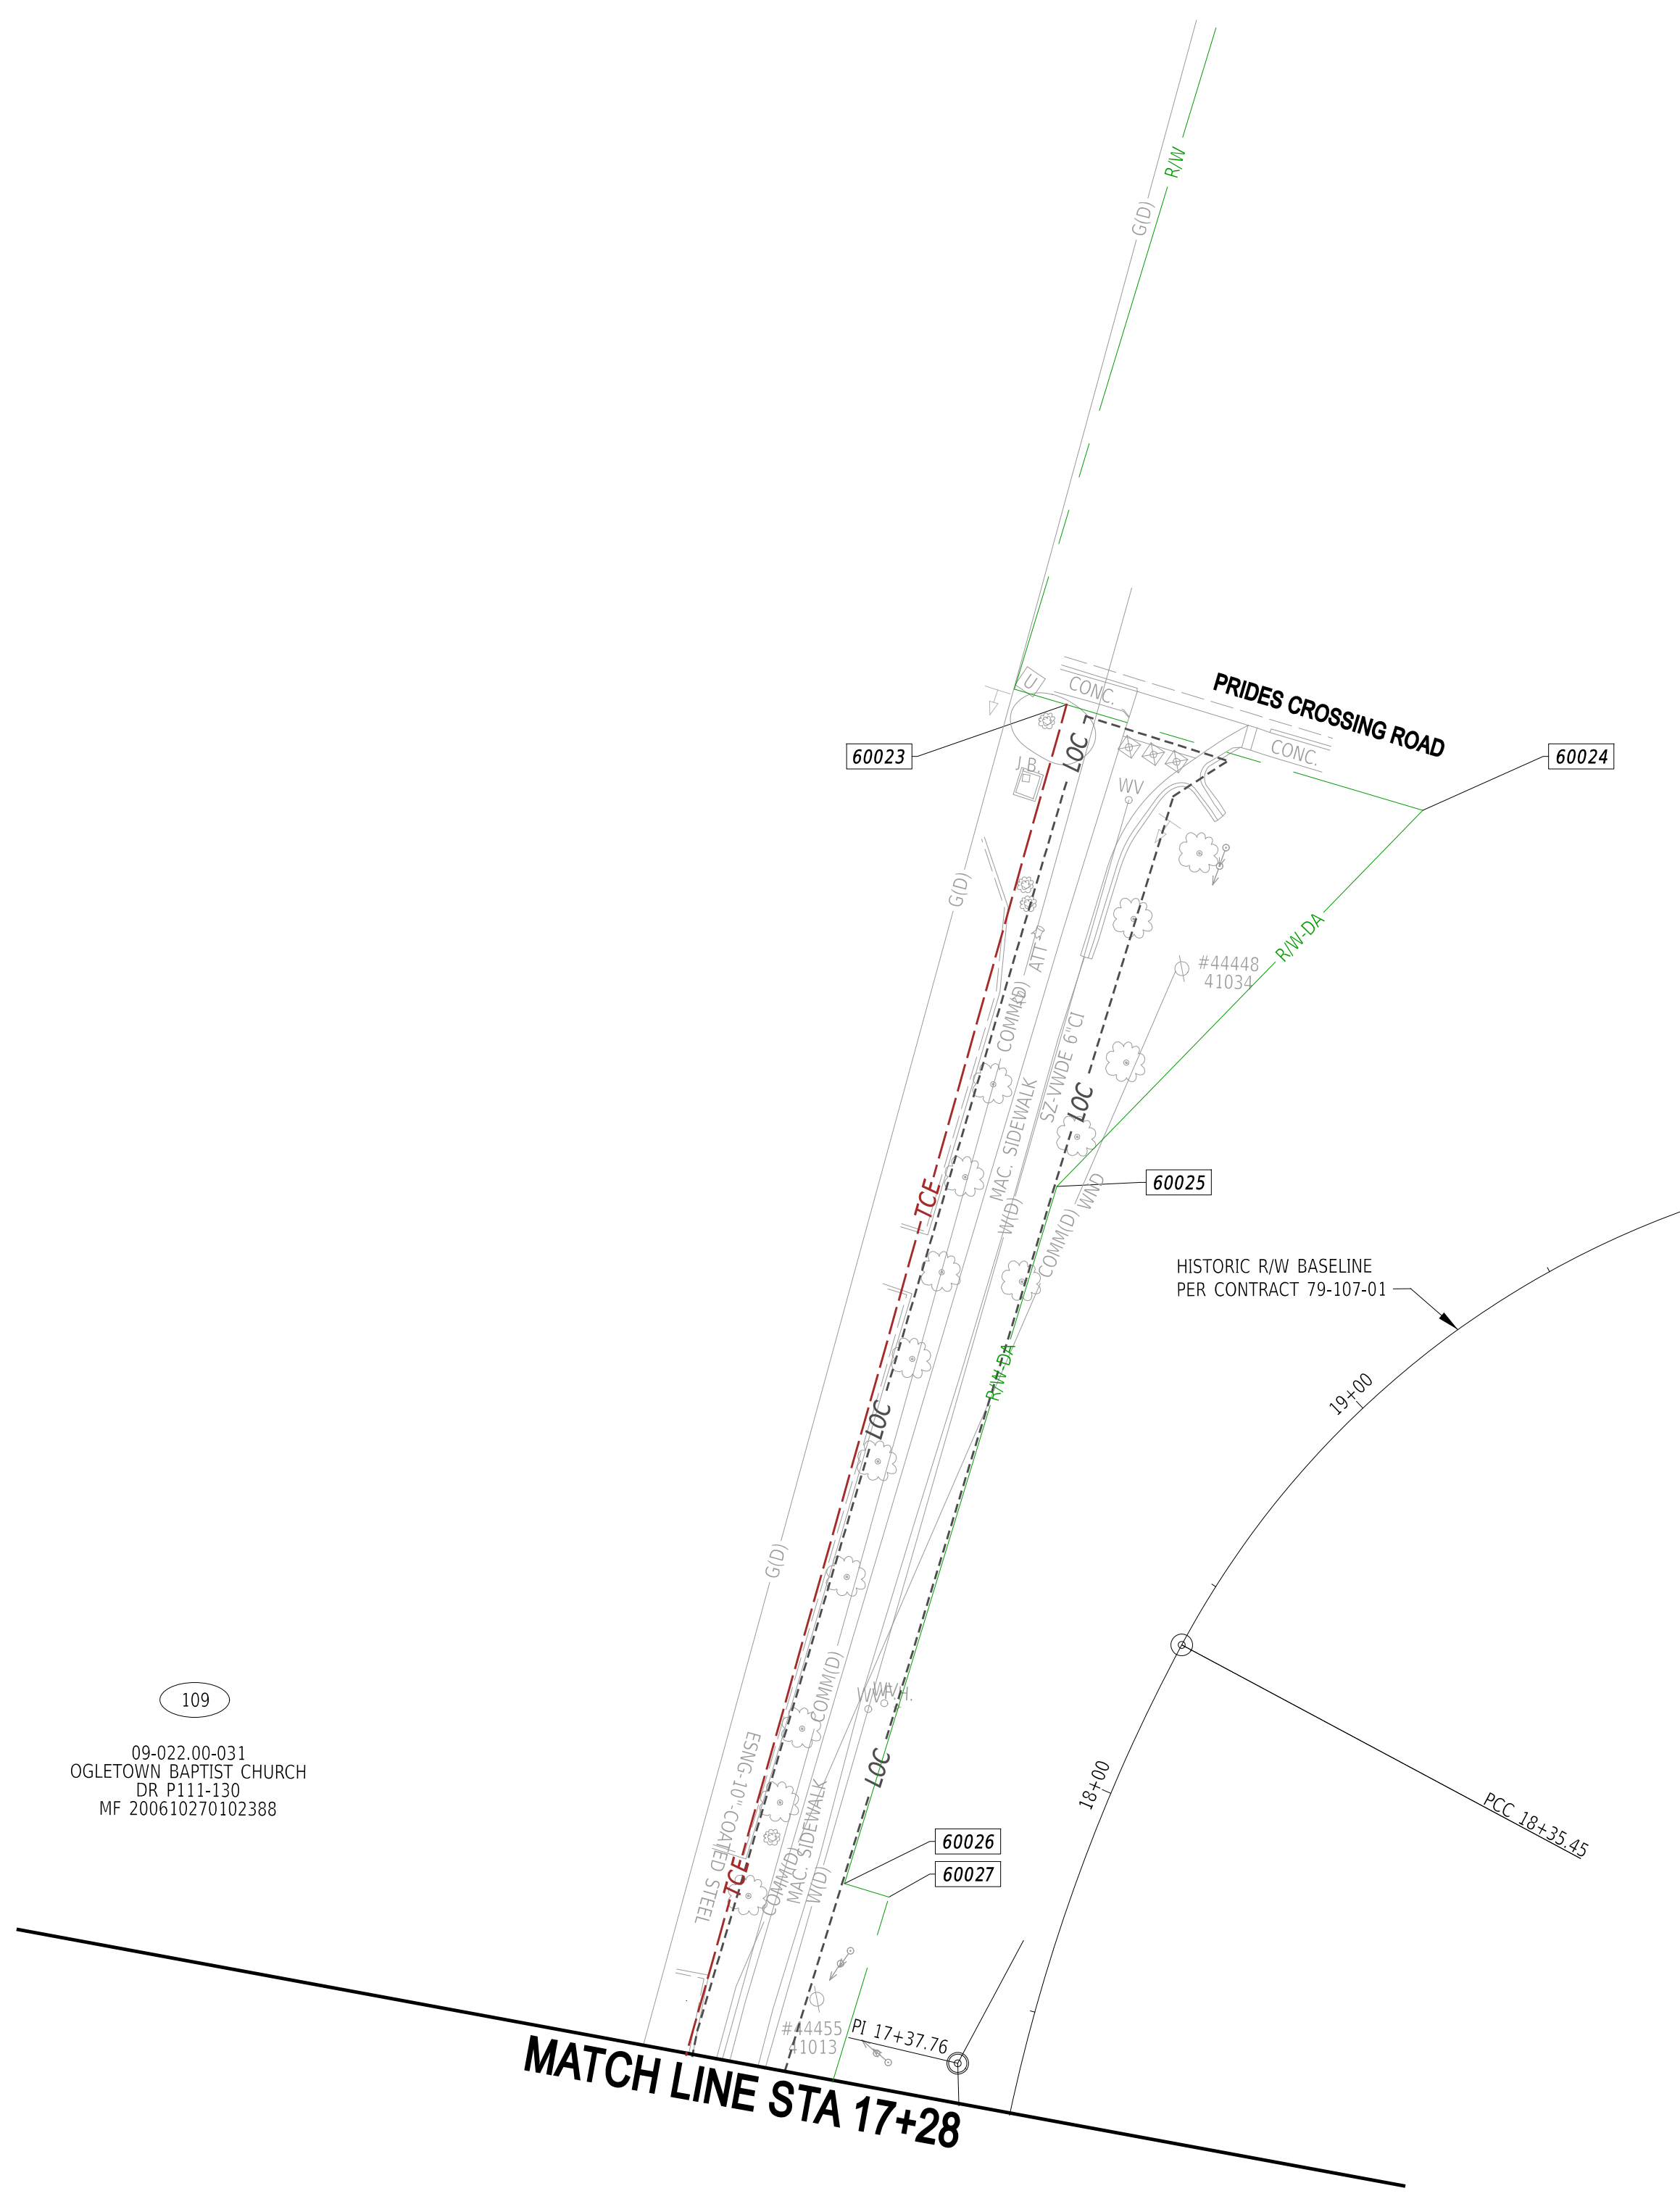 R/W
G(D)
PRIDES CROSSING ROAD
U
CONC.
CONC.
60023
LOC
60024
J.B.
WV
G(D)
R/W-DA
ATT
#44448
41034
COMM(D)
SZ-VWDE 6"CI
LOC
MAC. SIDEWALK
TCE
60025
W(D)
COMM(D)
WND
HISTORIC R/W BASELINE
PER CONTRACT 79-107-01
R/W-DA
19+00
LOC
G(D)
109
COMM(D)
WV
WV
F.H.
09-022.00-031
OGLETOWN BAPTIST CHURCH
DR P111-130
MF 200610270102388
ESNG-10"-COATED STEEL
LOC
18+00
PCC 18+35.45
MAC. SIDEWALK
60026
60027
TCE
COMM(D)
W(D)
#44455
41013
PI 17+37.76
MATCH LINE STA 17+28